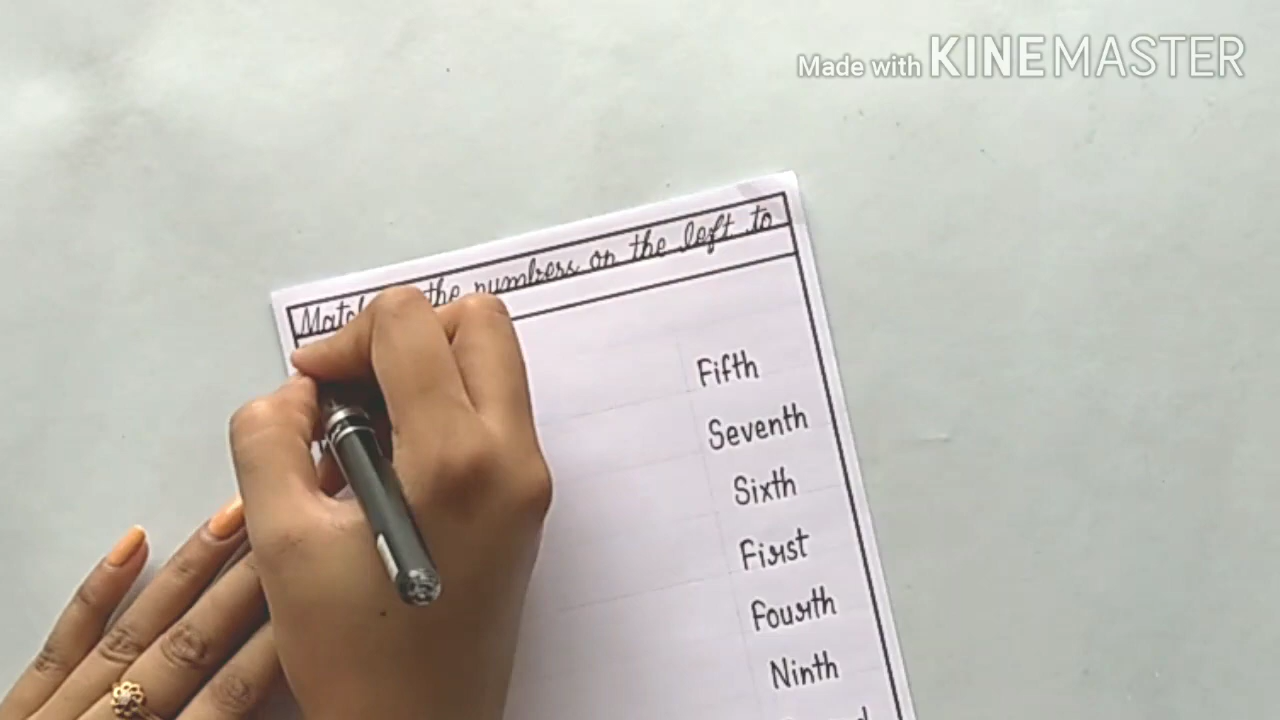 Made with KINEMASTER
the numbers on the left to
Fifth
Seventh
Sixth
First
Fourth
Ninth